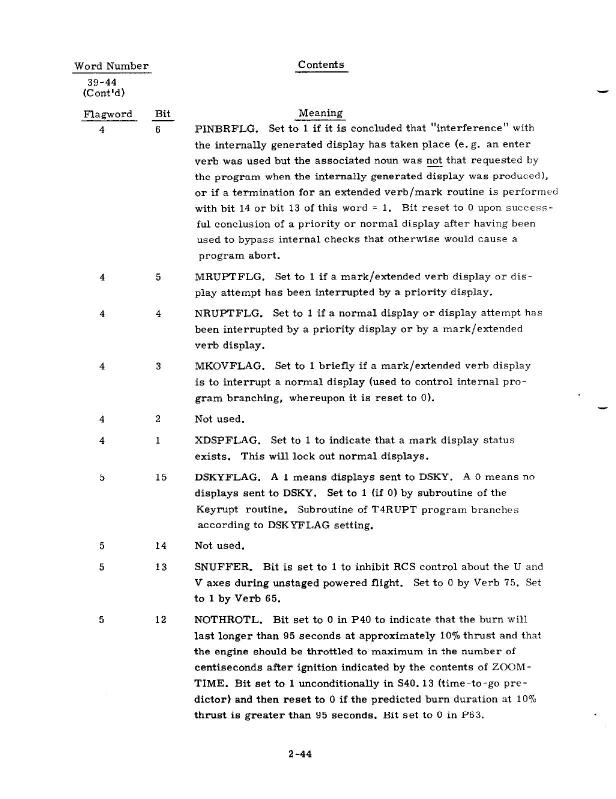 Word Number Contents
39-44
(Cont'd)
Flagword Bit Meaning
4 6 PINBRFLG. Set to 1 if it is concluded that "interference" with
the internally generated display has taken place (e.g. an enter
verb was used but the associated noun was not that requested by
the program when the internally generated display was produced),
or if a termination for an extended verb/mark routine is performed
with bit 14 or bit 13 of this word = 1. Bit reset to 0 upon success-
ful conclusion of a priority or normal display after having been
used to bypass internal checks that otherwise would cause a
program abort.
4 5 MRUPTFLG. Set to 1 if a mark/extended verb display or dis-
play attempt has been interrupted by a priority display.
4 4 NRUPTFLG. Set to 1 if a normal display or display attempt has
been interrupted by a priority display or by a mark/extended
verb display.
4 3 MKOVFLAG. Set to 1 briefly if a mark/extended verb display
is to interrupt a normal display (used to control internal pro-
gram branching, whereupon it is reset to 0).
4 2 Not used.
4 1 XDSPFLAG. Set to 1 to indicate that a mark display status
exists. This will lock out normal displays.
5 15 DSKYFLAG. A 1 means displays sent to DSKY. A 0 means no
displays sent to DSKY. Set to 1 (if 0) by subroutine of the
Keyrupt routine. Subroutine of T4RUPT program branches
according to DSKYFLAG setting.
5 14 Not used.
5 13 SNUFFER. Bit is set to 1 to inhibit RCS control about the U and
V axes during unstaged powered flight. Set to 0 by Verb 75. Set
to 1 by Verb 65.
5 12 NOTHROTL. Bit set to 0 in P40 to indicate that the burn will
last longer than 95 seconds at approximately 10% thrust and that
the engine should be throttled to maximum in the number of
centiseconds after ignition indicated by the contents of ZOOM-
TIME. Bit set to 1 unconditionally in S40.13 (time-to-go pre-
dictor) and then reset to 0 if the predicted burn duration at 10%
thrust is greater than 95 seconds. Bit set to 0 in P63.
2-44